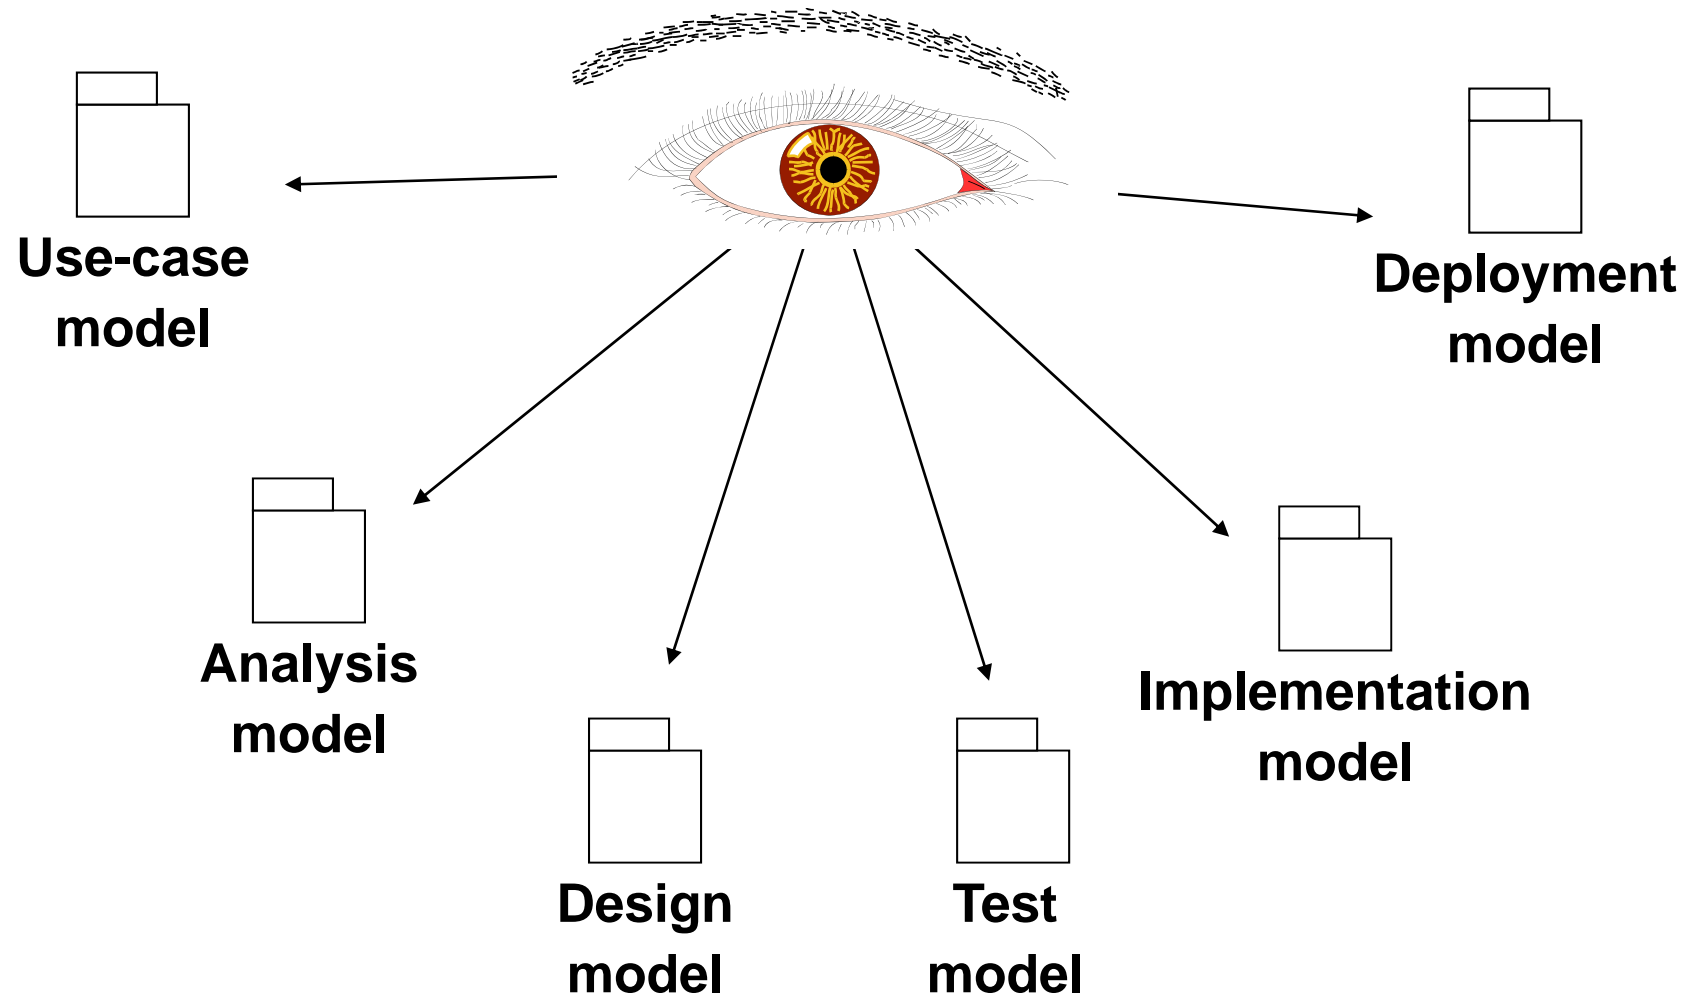 Use-case
model
Deployment
model
Analysis
model
Implementation
model
Design
model
Test
model